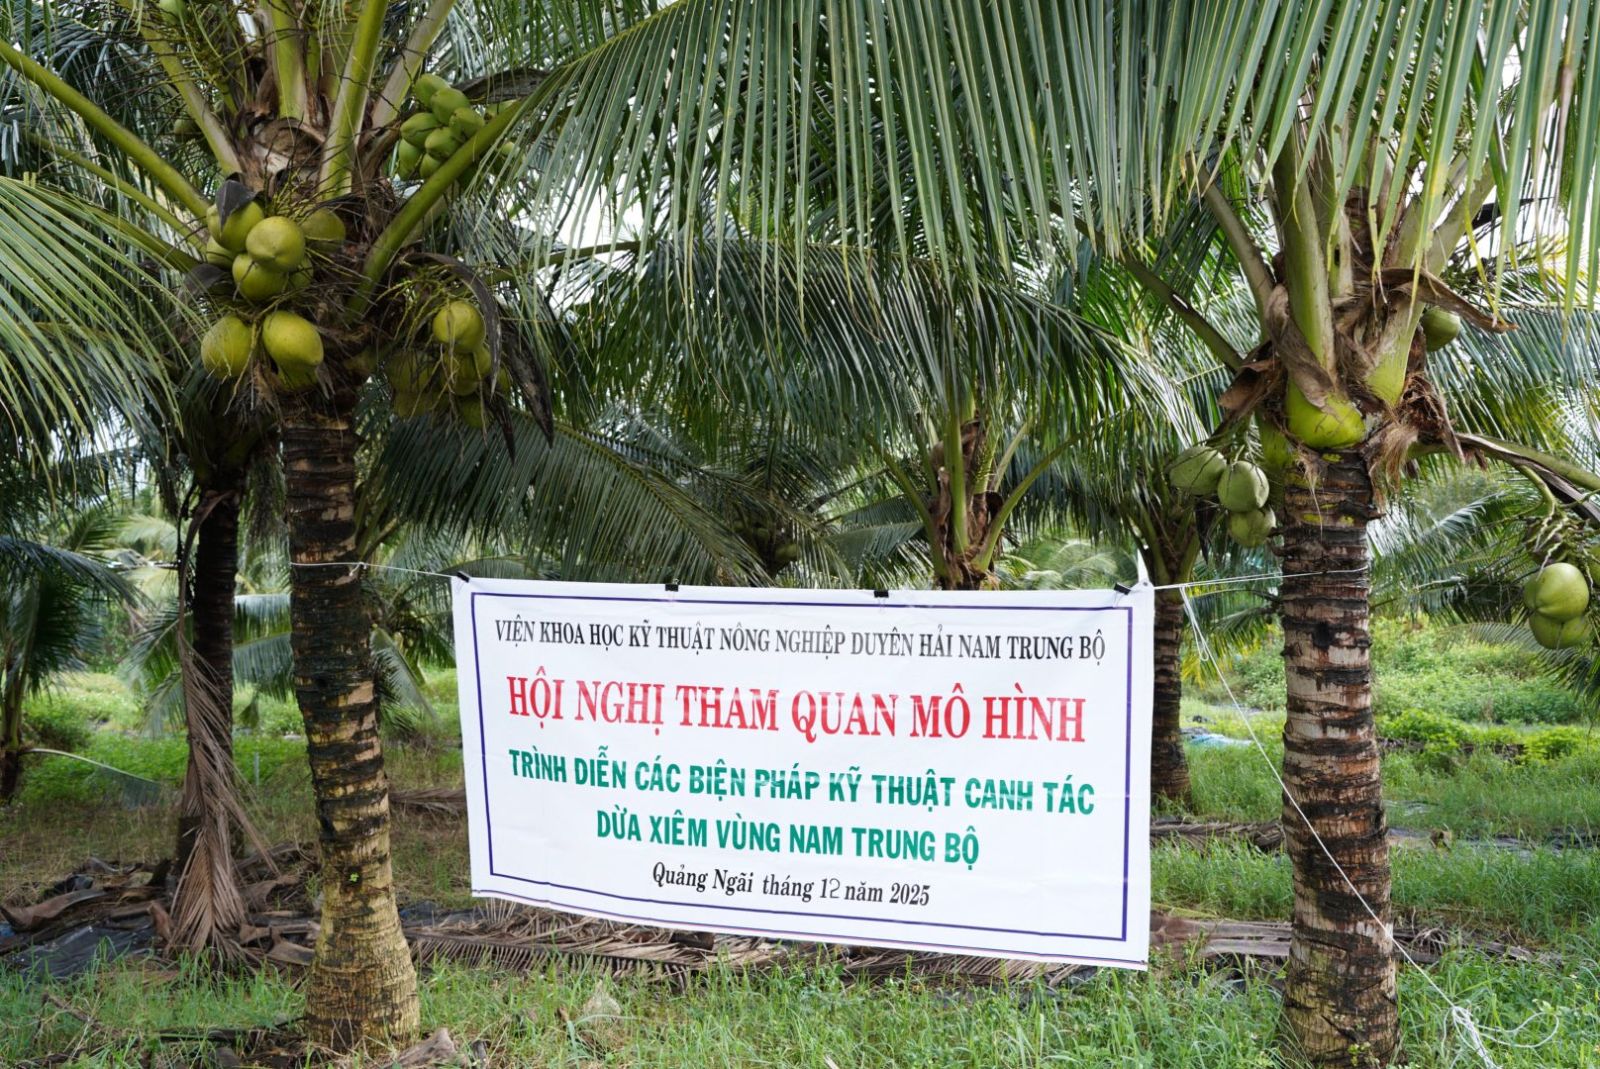 VIỆN KHOA HỌC KỸ THUẬT NÔNG NGHIỆP DUYÊN HẢI NAM TRUNG BỘ
HỘI NGHỊ THAM QUAN MÔ HÌNH
TRÌNH DIỄN CÁC BIỆN PHÁP KỸ THUẬT CANH TÁC
DỪA XIÊM VÙNG NAM TRUNG BỘ
Quảng Ngãi tháng 12 năm 2025